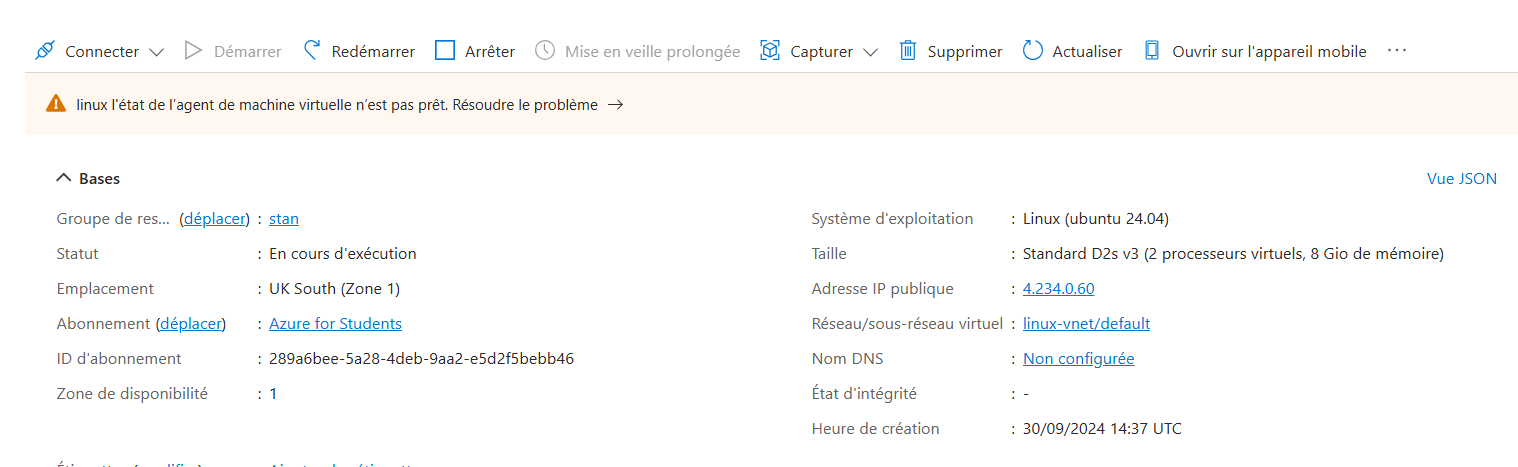 Connecter Démarrer Redémarrer Arrêter Mise en veille prolongée Capturer Supprimer Actualiser Ouvrir sur l'appareil mobile ···
linux l'état de l'agent de machine virtuelle n'est pas prêt. Résoudre le problème →
Bases Vue JSON
Groupe de res... (déplacer) : stan
Statut : En cours d'exécution
Emplacement : UK South (Zone 1)
Abonnement (déplacer) : Azure for Students
ID d'abonnement : 289a6bee-5a28-4deb-9aa2-e5d2f5bebb46
Zone de disponibilité : 1
Système d'exploitation : Linux (ubuntu 24.04)
Taille : Standard D2s v3 (2 processeurs virtuels, 8 Gio de mémoire)
Adresse IP publique : 4.234.0.60
Réseau/sous-réseau virtuel : linux-vnet/default
Nom DNS : Non configurée
État d'intégrité : -
Heure de création : 30/09/2024 14:37 UTC